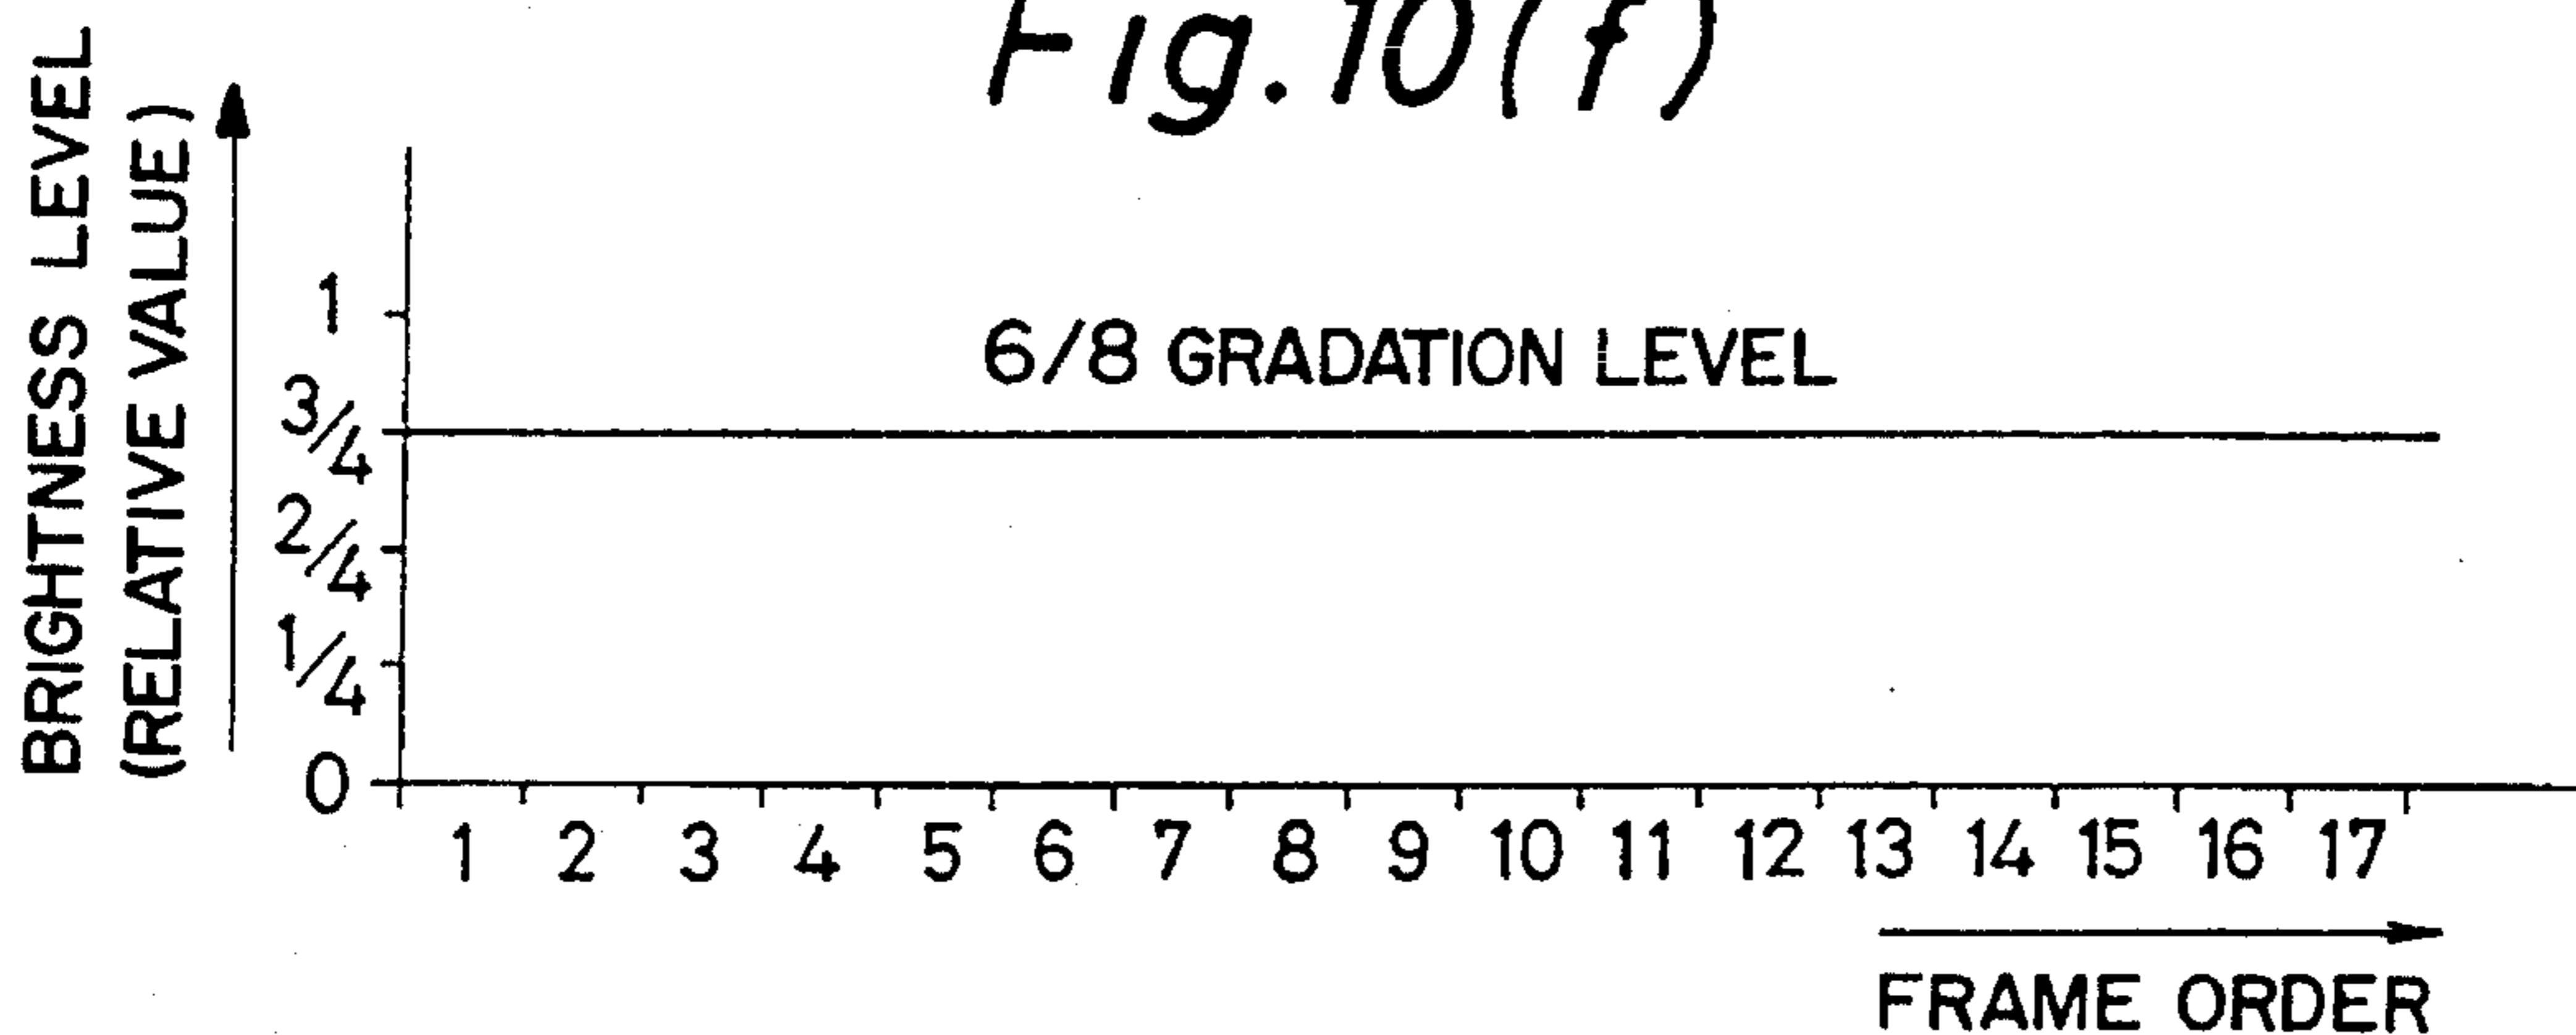 Fig. 10(f)
BRIGHTNESS LEVEL
(RELATIVE VALUE)
1
3/4
2/4
1/4
0
6/8 GRADATION LEVEL
1 2 3 4 5 6 7 8 9 10 11 12 13 14 15 16 17
FRAME ORDER